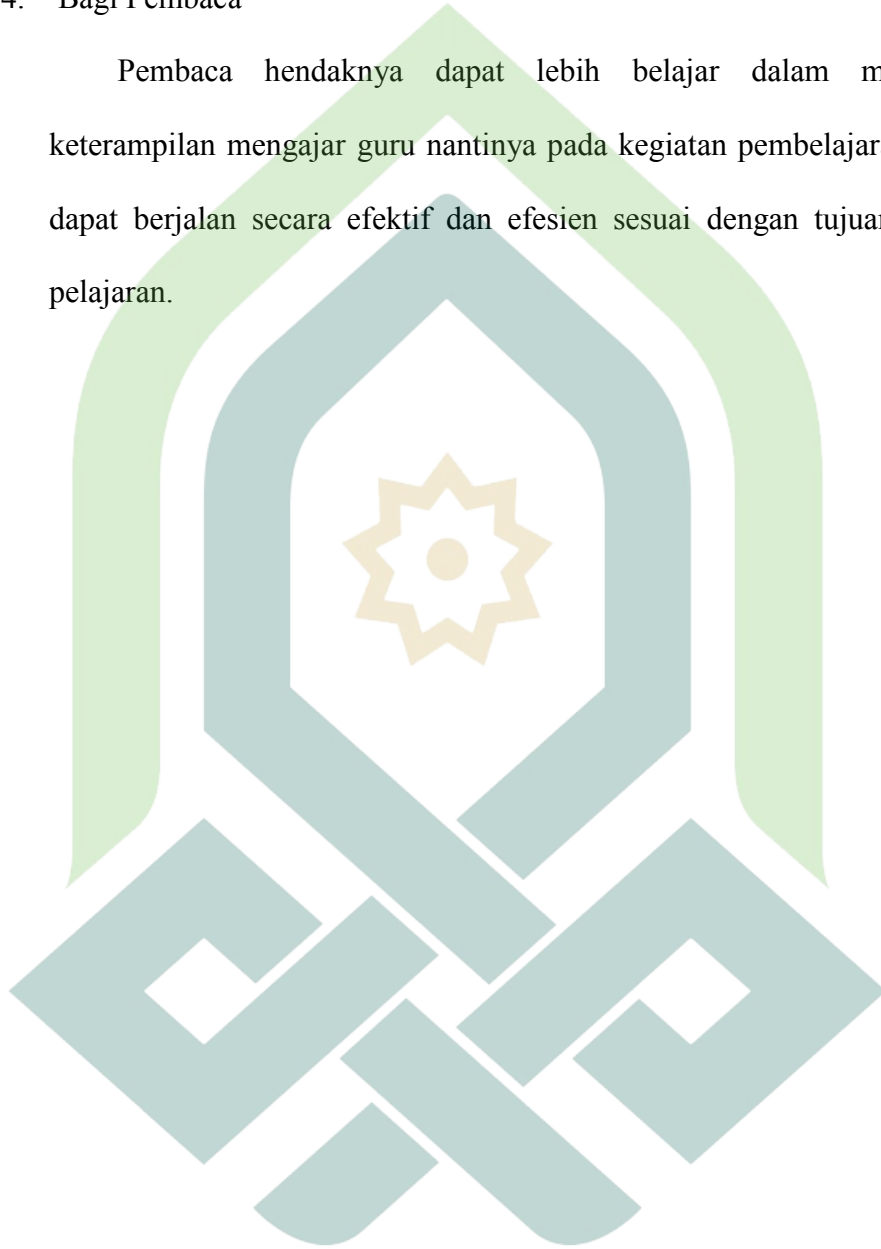 4. Bagi Pembaca
Pembaca hendaknya dapat lebih belajar dalam m
keterampilan mengajar guru nantinya pada kegiatan pembelajar
dapat berjalan secara efektif dan efesien sesuai dengan tujuan
pelajaran.